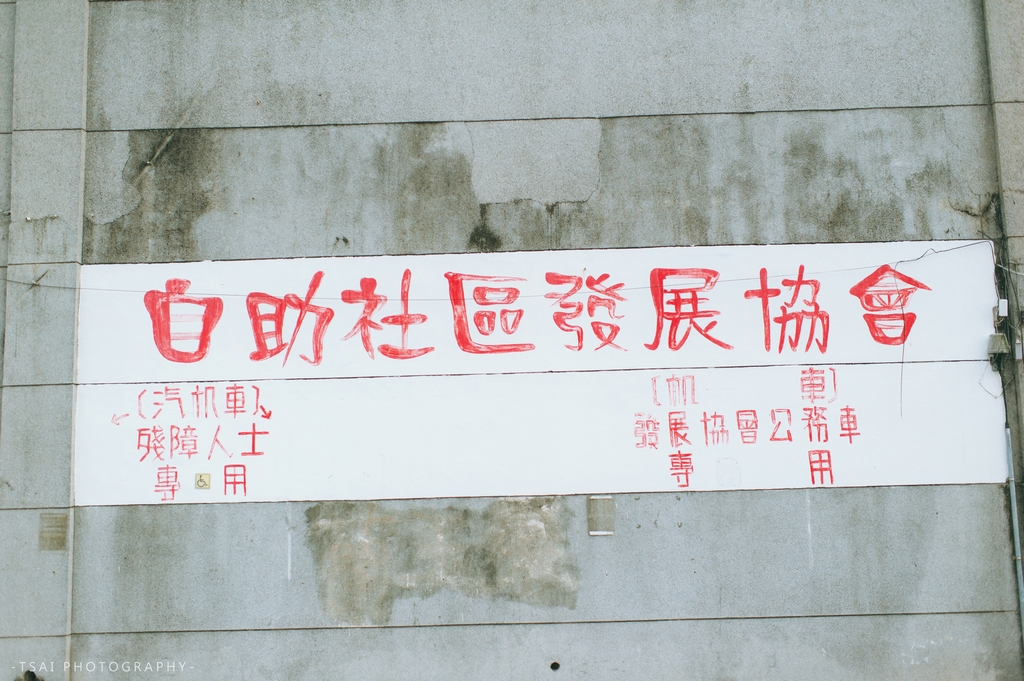 自助社區發展協會
(汽机車)
殘障人士
專 用
(机 車)
發展協會公務車
專 用
-TSAI PHOTOGRAPHY-